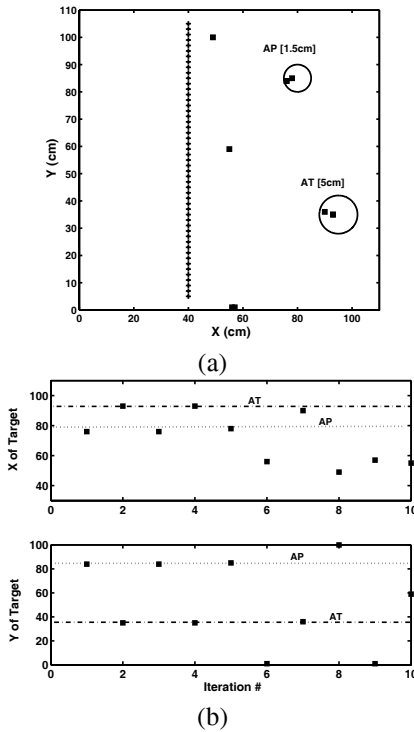 110
100
90
80
70
60
50
40
30
20
10
0
Y (cm)
AP [1.5cm]
AT [5cm]
0 20 40 60 80 100
X (cm)
(a)
100
80
60
40
X of Target
AT
AP
0 2 4 6 8 10
100
80
60
40
20
0
Y of Target
AP
AT
0 2 4 6 8 10
Iteration #
(b)